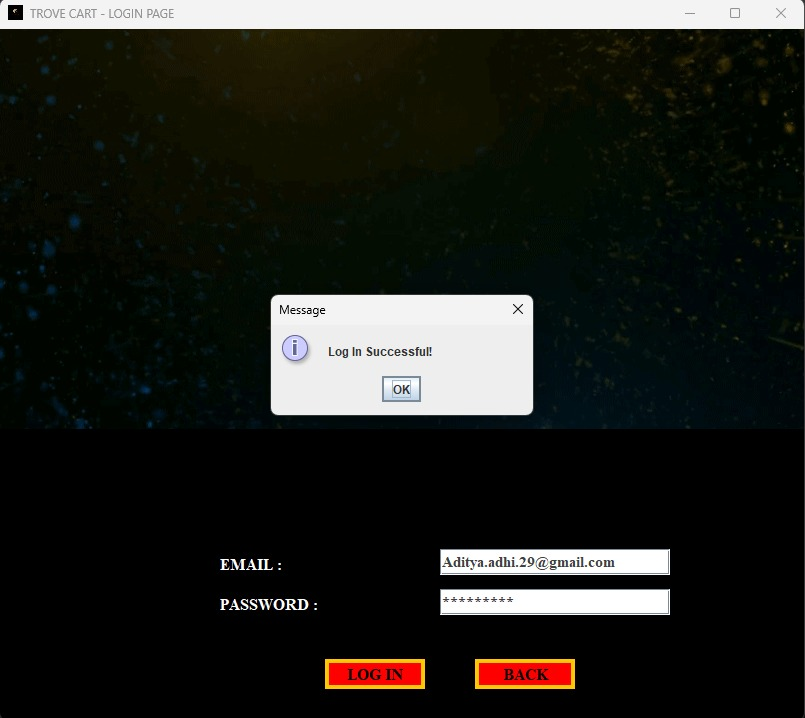 TROVE CART - LOGIN PAGE
Message
i
Log In Successful!
OK
EMAIL :
Aditya.adhi.29@gmail.com
PASSWORD :
*********
LOG IN
BACK